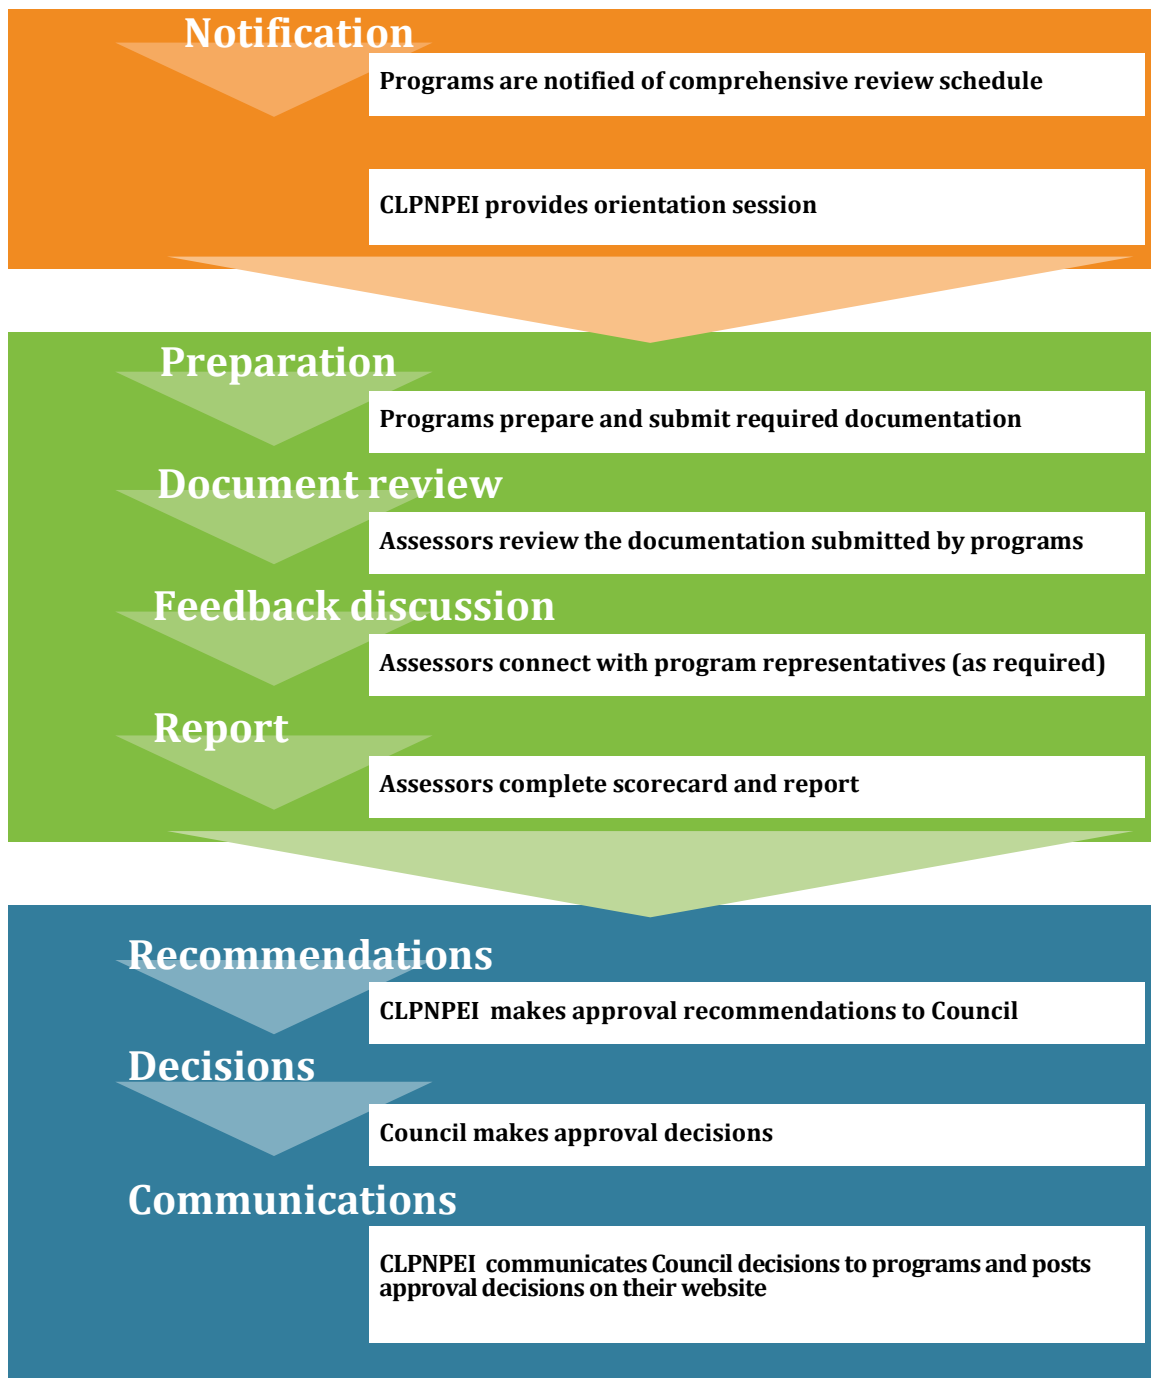 Notification
Programs are notified of comprehensive review schedule
CLPNPEI provides orientation session
Preparation
Programs prepare and submit required documentation
Document review
Assessors review the documentation submitted by programs
Feedback discussion
Assessors connect with program representatives (as required)
Report
Assessors complete scorecard and report
Recommendations
CLPNPEI makes approval recommendations to Council
Decisions
Council makes approval decisions
Communications
CLPNPEI communicates Council decisions to programs and posts
approval decisions on their website